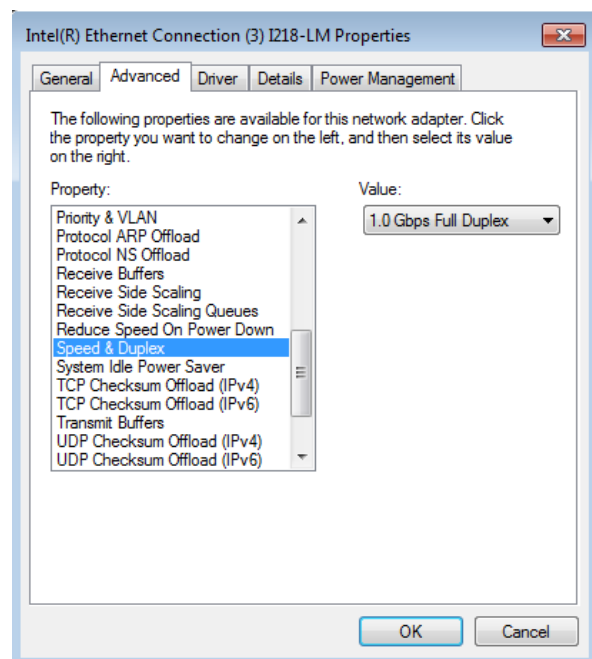 Intel(R) Ethernet Connection (3) I218-LM Properties
General Advanced Driver Details Power Management
The following properties are available for this network adapter. Click
the property you want to change on the left, and then select its value
on the right.
Property:
Value:
Priority & VLAN
1.0 Gbps Full Duplex
Protocol ARP Offload
Protocol NS Offload
Receive Buffers
Receive Side Scaling
Receive Side Scaling Queues
Reduce Speed On Power Down
Speed & Duplex
System Idle Power Saver
TCP Checksum Offload (IPv4)
TCP Checksum Offload (IPv6)
Transmit Buffers
UDP Checksum Offload (IPv4)
UDP Checksum Offload (IPv6)
OK
Cancel